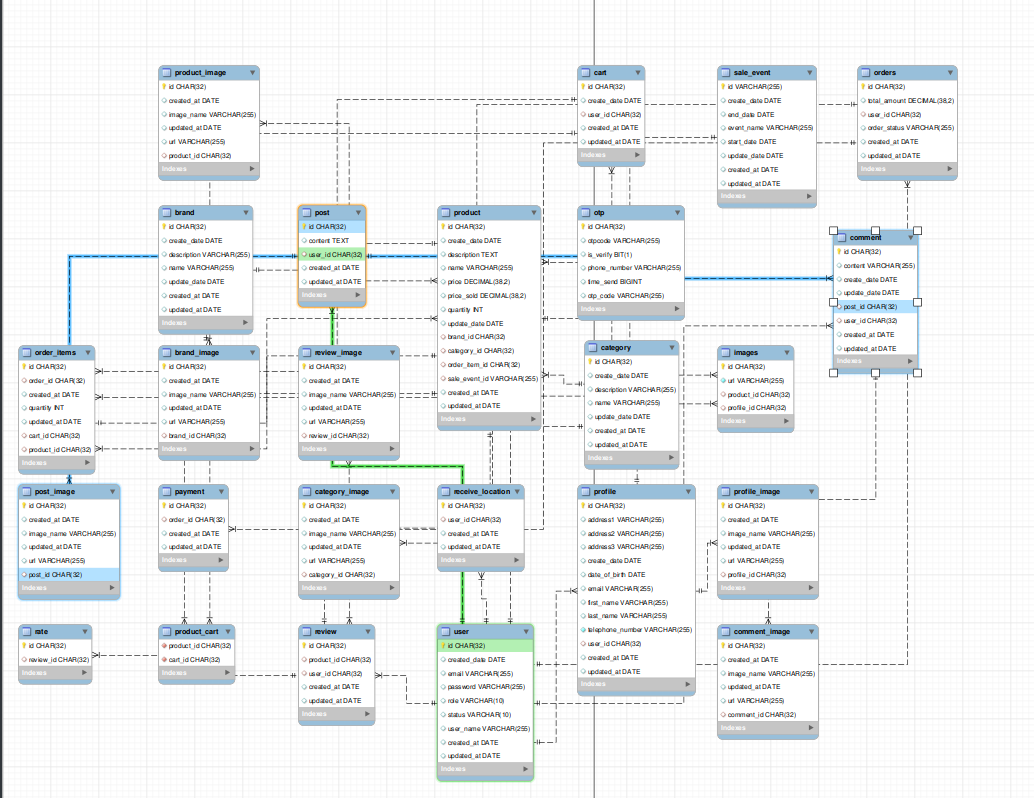 product_image
id CHAR(32)
created_at DATE
image_name VARCHAR(255)
updated_at DATE
url VARCHAR(255)
product_id CHAR(32)
Indexes
cart
id CHAR(32)
create_date DATE
user_id CHAR(32)
created_at DATE
updated_at DATE
Indexes
sale_event
id VARCHAR(255)
create_date DATE
end_date DATE
event_name VARCHAR(255)
start_date DATE
update_date DATE
created_at DATE
updated_at DATE
Indexes
orders
id CHAR(32)
total_amount DECIMAL(38,2)
user_id CHAR(32)
order_status VARCHAR(255)
created_at DATE
updated_at DATE
Indexes
brand
id CHAR(32)
create_date DATE
description VARCHAR(255)
name VARCHAR(255)
update_date DATE
created_at DATE
updated_at DATE
Indexes
post
id CHAR(32)
content TEXT
user_id CHAR(32)
created_at DATE
updated_at DATE
Indexes
product
id CHAR(32)
create_date DATE
description TEXT
name VARCHAR(255)
price DECIMAL(38,2)
price_sold DECIMAL(38,2)
quantity INT
update_date DATE
brand_id CHAR(32)
category_id CHAR(32)
order_item_id CHAR(32)
sale_event_id VARCHAR(255)
created_at DATE
updated_at DATE
Indexes
otp
id CHAR(32)
otpcode VARCHAR(255)
is_verify BIT(1)
phone_number VARCHAR(255)
time_send BIGINT
otp_code VARCHAR(255)
Indexes
comment
id CHAR(32)
content VARCHAR(255)
create_date DATE
update_date DATE
post_id CHAR(32)
user_id CHAR(32)
created_at DATE
updated_at DATE
Indexes
order_items
id CHAR(32)
order_id CHAR(32)
created_at DATE
quantity INT
updated_at DATE
cart_id CHAR(32)
product_id CHAR(32)
Indexes
brand_image
id CHAR(32)
created_at DATE
image_name VARCHAR(255)
updated_at DATE
url VARCHAR(255)
brand_id CHAR(32)
Indexes
review_image
id CHAR(32)
created_at DATE
image_name VARCHAR(255)
updated_at DATE
url VARCHAR(255)
review_id CHAR(32)
Indexes
category
id CHAR(32)
create_date DATE
description VARCHAR(255)
name VARCHAR(255)
update_date DATE
created_at DATE
updated_at DATE
Indexes
images
id CHAR(32)
url VARCHAR(255)
product_id CHAR(32)
profile_id CHAR(32)
Indexes
post_image
id CHAR(32)
created_at DATE
image_name VARCHAR(255)
updated_at DATE
url VARCHAR(255)
post_id CHAR(32)
Indexes
payment
id CHAR(32)
order_id CHAR(32)
created_at DATE
updated_at DATE
Indexes
category_image
id CHAR(32)
created_at DATE
image_name VARCHAR(255)
updated_at DATE
url VARCHAR(255)
category_id CHAR(32)
Indexes
receive_location
id CHAR(32)
user_id CHAR(32)
created_at DATE
updated_at DATE
Indexes
profile
id CHAR(32)
address1 VARCHAR(255)
address2 VARCHAR(255)
address3 VARCHAR(255)
create_date DATE
date_of_birth DATE
email VARCHAR(255)
first_name VARCHAR(255)
last_name VARCHAR(255)
telephone_number VARCHAR(255)
user_id CHAR(32)
created_at DATE
updated_at DATE
Indexes
profile_image
id CHAR(32)
created_at DATE
image_name VARCHAR(255)
updated_at DATE
url VARCHAR(255)
profile_id CHAR(32)
Indexes
rate
id CHAR(32)
review_id CHAR(32)
Indexes
product_cart
product_id CHAR(32)
cart_id CHAR(32)
Indexes
review
id CHAR(32)
product_id CHAR(32)
user_id CHAR(32)
created_at DATE
updated_at DATE
Indexes
user
id CHAR(32)
created_date DATE
email VARCHAR(255)
password VARCHAR(255)
role VARCHAR(10)
status VARCHAR(10)
user_name VARCHAR(255)
created_at DATE
updated_at DATE
Indexes
comment_image
id CHAR(32)
created_at DATE
image_name VARCHAR(255)
updated_at DATE
url VARCHAR(255)
comment_id CHAR(32)
Indexes